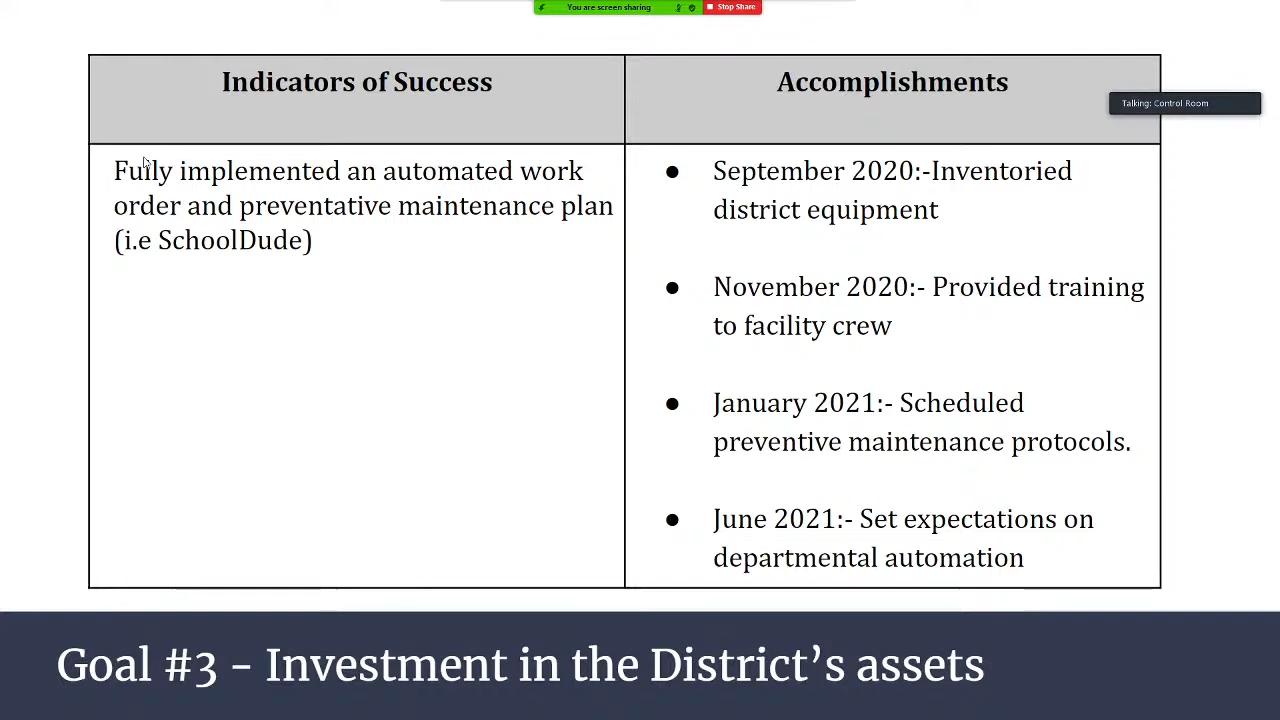 You are screen sharing
Stop Share
Indicators of Success
Accomplishments
Talking: Control Room
Fully implemented an automated work
order and preventative maintenance plan
(i.e SchoolDude)
● September 2020:-Inventoried
district equipment
● November 2020:- Provided training
to facility crew
● January 2021:- Scheduled
preventive maintenance protocols.
● June 2021:- Set expectations on
departmental automation
Goal #3 - Investment in the District’s assets